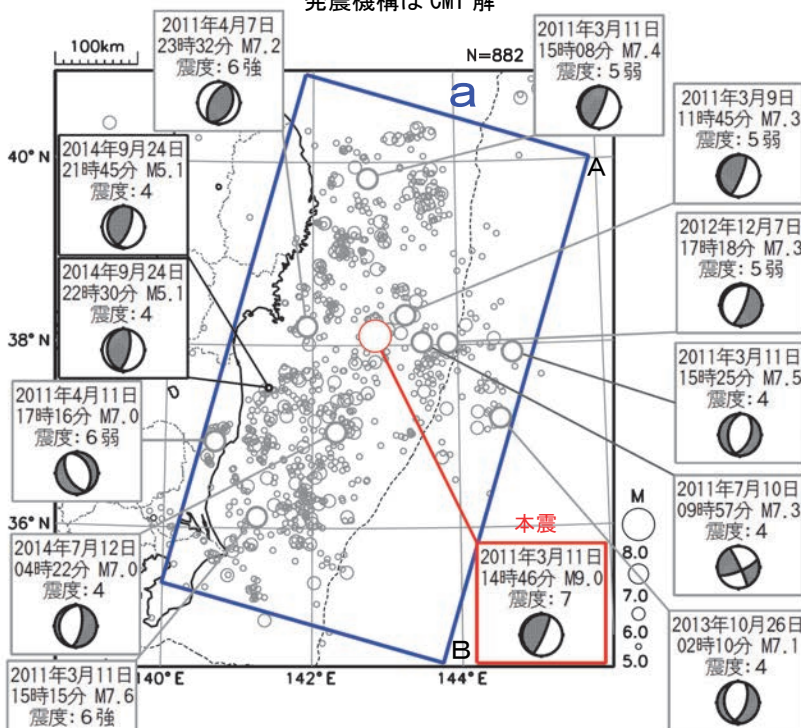 発震機構はCMT解
100km
N=882
2011年4月7日
23時32分 M7.2
震度:6強
2011年3月11日
15時08分 M7.4
震度:5弱
2011年3月9日
11時45分 M7.3
震度:5弱
2014年9月24日
21時45分 M5.1
震度:4
2012年12月7日
17時18分 M7.3
震度:5弱
2014年9月24日
22時30分 M5.1
震度:4
2011年3月11日
15時25分 M7.5
震度:4
2011年4月11日
17時16分 M7.0
震度:6弱
2011年7月10日
09時57分 M7.3
震度:4
2014年7月12日
04時22分 M7.0
震度:4
本震
2011年3月11日
14時46分 M9.0
震度:7
2013年10月26日
02時10分 M7.1
震度:4
2011年3月11日
15時15分 M7.6
震度:6強
a
A
B
40°N
38°N
36°N
140°E
142°E
144°E
M
8.0
7.0
6.0
5.0